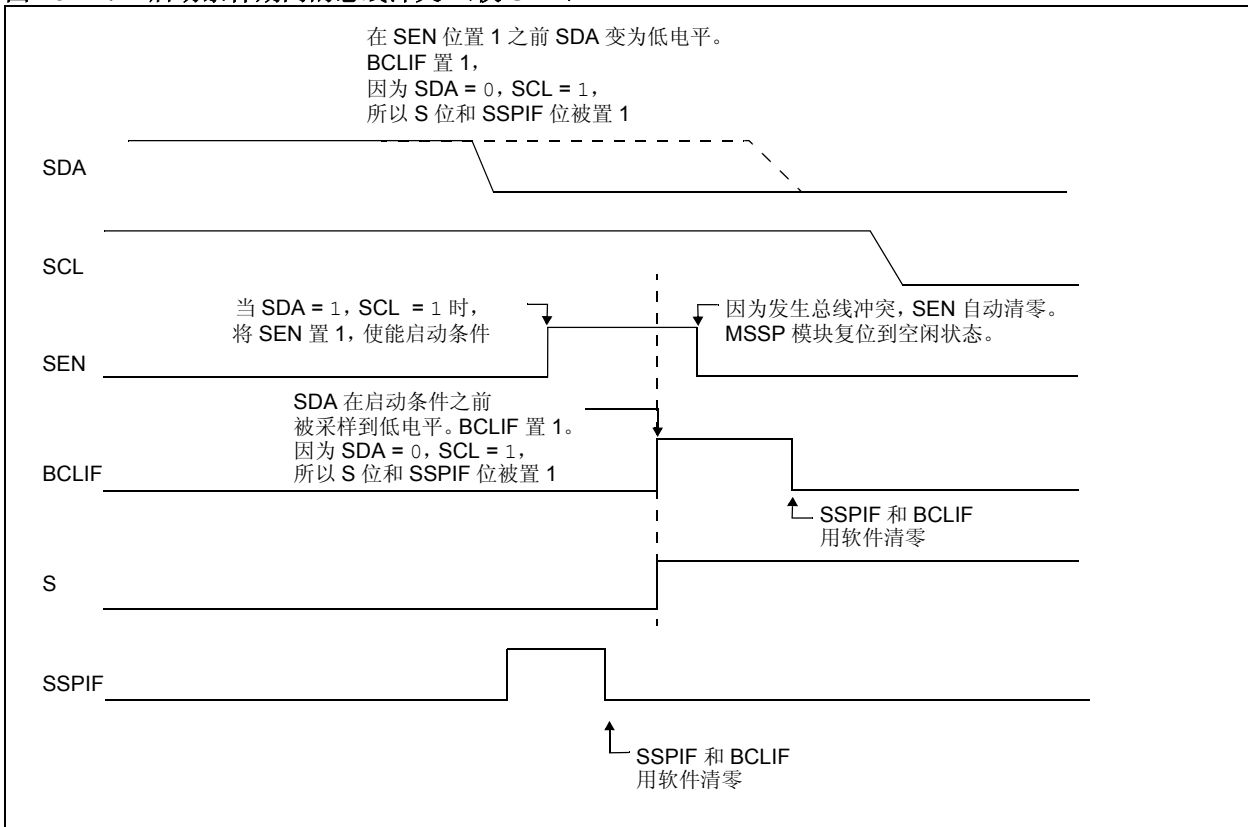 在 SEN 位置 1 之前 SDA 变为低电平。
BCLIF 置 1，
因为 SDA = 0，SCL = 1，
所以 S 位和 SSPIF 位被置 1
SDA
SCL
当 SDA = 1，SCL = 1 时，
将 SEN 置 1，使能启动条件
因为发生总线冲突，SEN 自动清零。
MSSP 模块复位到空闲状态。
SEN
SDA 在启动条件之前
被采样到低电平。BCLIF 置 1。
因为 SDA = 0，SCL = 1，
所以 S 位和 SSPIF 位被置 1
BCLIF
SSPIF 和 BCLIF
用软件清零
S
SSPIF
SSPIF 和 BCLIF
用软件清零